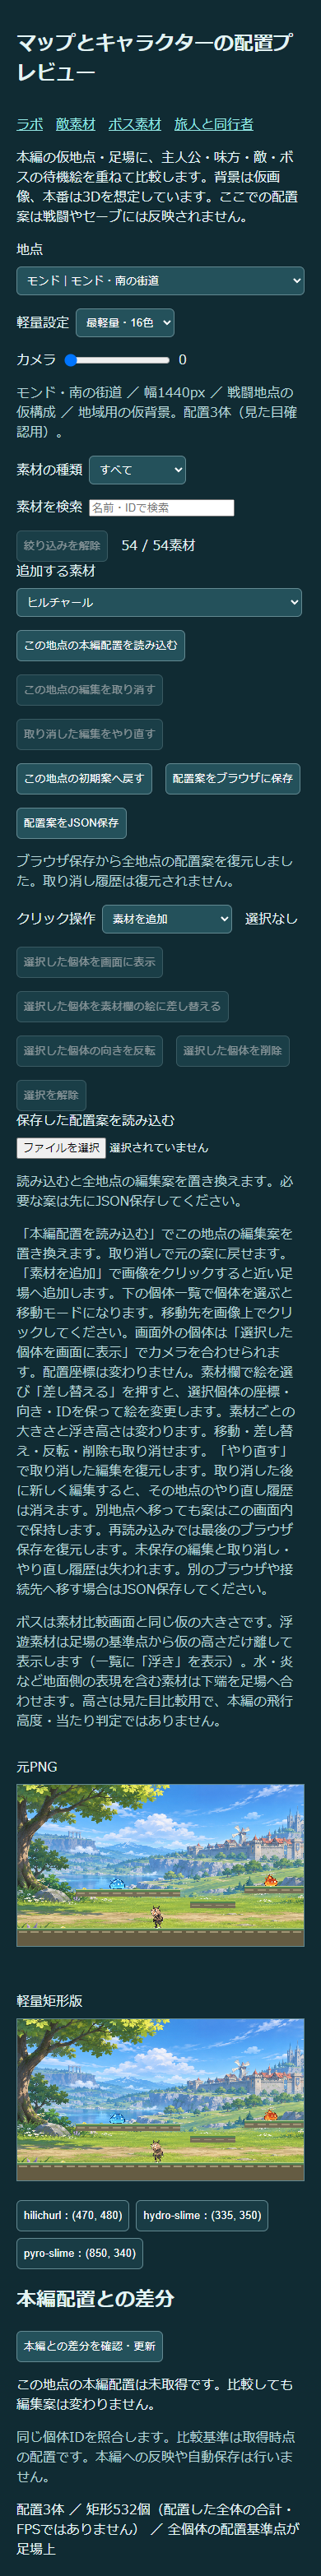 マップとキャラクターの配置プ
レビュー
ラボ 敵素材 ボス素材 旅人と同行者
本編の仮地点・足場に、主人公・味方・敵・ボ
スの待機絵を重ねて比較します。背景は仮画
像、本番は3Dを想定しています。ここでの配置
案は戦闘やセーブには反映されません。
地点
モンド｜モンド・南の街道
軽量設定 最軽量・16色
カメラ 0
モンド・南の街道 ／ 幅1440px ／ 戦闘地点の
仮構成 ／ 地域用の仮背景。配置3体（見た目確
認用）。
素材の種類 すべて
素材を検索 名前・IDで検索
絞り込みを解除 54 / 54素材
追加する素材
ヒルチャール
この地点の本編配置を読み込む
この地点の編集を取り消す
取り消した編集をやり直す
この地点の初期案へ戻す 配置案をブラウザに保存
配置案をJSON保存
ブラウザ保存から全地点の配置案を復元しまし
た。取り消し履歴は復元されません。
クリック操作 素材を追加 選択なし
選択した個体を画面に表示
選択した個体を素材欄の絵に差し替える
選択した個体の向きを反転 選択した個体を削除
選択を解除
保存した配置案を読み込む
ファイルを選択 選択されていません
読み込むと全地点の編集案を置き換えます。必
要な案は先にJSON保存してください。
「本編配置を読み込む」でこの地点の編集案を
置き換えます。取り消しで元の案に戻せます。
「素材を追加」で画像をクリックすると近い足
場へ追加します。下の個体一覧で個体を選ぶと
移動モードになります。移動先を画像上でクリ
ックしてください。画面外の個体は「選択した
個体を画面に表示」でカメラを合わせられま
す。配置座標は変わりません。素材欄で絵を選
び「差し替える」を押すと、選択個体の座標・
向き・IDを保って絵を変更します。素材ごとの
大きさと浮き高さは変わります。移動・差し替
え・反転・削除も取り消せます。「やり直す」
で取り消した編集を復元します。取り消した後
に新しく編集すると、その地点のやり直し履歴
は消えます。別地点へ移っても案はこの画面内
で保持します。再読み込みでは最後のブラウザ
保存を復元します。未保存の編集と取り消し・
やり直し履歴は失われます。別のブラウザや接
続先へ移す場合はJSON保存してください。
ボスは素材比較画面と同じ仮の大きさです。浮
遊素材は足場の基準点から仮の高さだけ離して
表示します（一覧に「浮き」を表示）。水・炎
など地面側の表現を含む素材は下端を足場へ合
わせます。高さは見た目比較用で、本編の飛行
高度・当たり判定ではありません。
元PNG
軽量矩形版
hilichurl：(470, 480) hydro-slime：(335, 350)
pyro-slime：(850, 340)
本編配置との差分
本編との差分を確認・更新
この地点の本編配置は未取得です。比較しても
編集案は変わりません。
同じ個体IDを照合します。比較基準は取得時点
の配置です。本編への反映や自動保存は行いま
せん。
配置3体 ／ 矩形532個（配置した全体の合計・
FPSではありません） ／ 全個体の配置基準点が
足場上